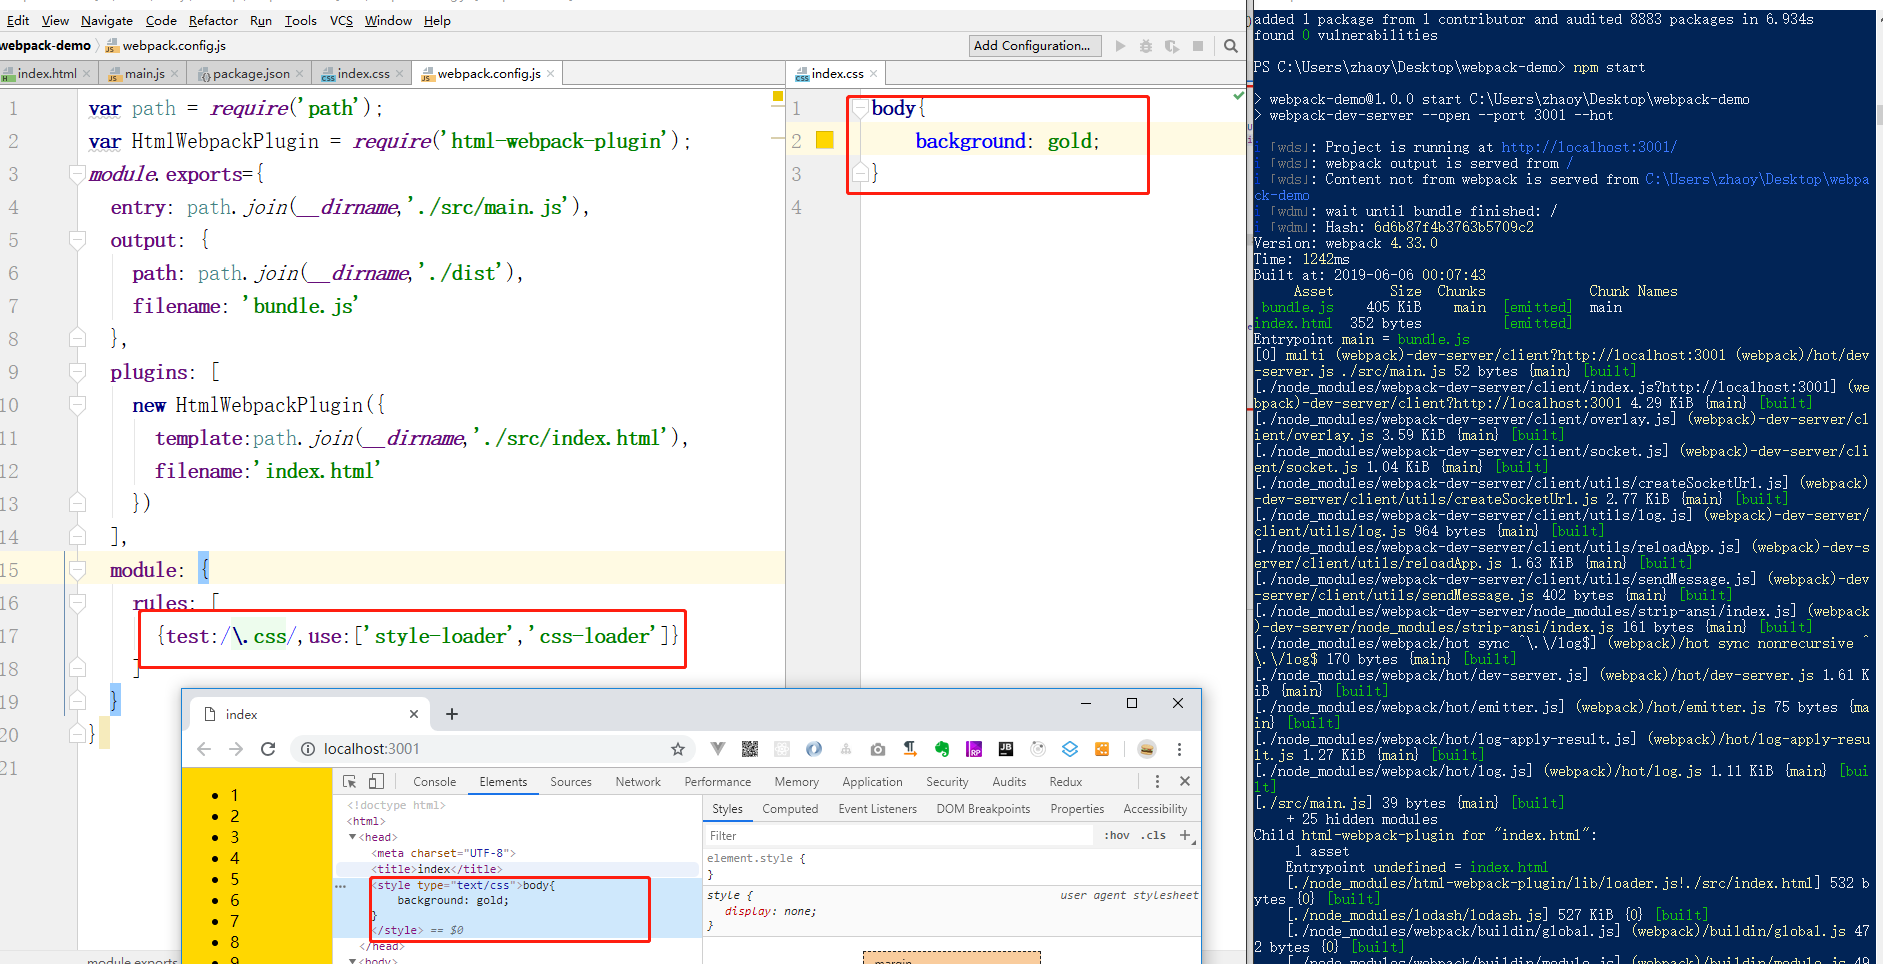 Edit View Navigate Code Refactor Run Tools VCS Window Help
webpack-demo webpack.config.js Add Configuration...
index.html main.js package.json index.css webpack.config.js
1 var path = require('path');
2 var HtmlWebpackPlugin = require('html-webpack-plugin');
3 module.exports={
4 entry: path.join(__dirname,'./src/main.js'),
5 output: {
6 path: path.join(__dirname,'./dist'),
7 filename: 'bundle.js'
8 },
9 plugins: [
10 new HtmlWebpackPlugin({
11 template:path.join(__dirname,'./src/index.html'),
12 filename:'index.html'
13 })
14 ],
15 module: {
16 rules: [
17 {test:/\.css/,use:['style-loader','css-loader']}
18 ]
19 }
20 }
21
module.exports
index.css
1 body{
2 background: gold;
3 }
4
index
localhost:3001
1
2
3
4
5
6
7
8
9
Console Elements Sources Network Performance Memory Application Security Audits Redux
<!doctype html>
<html>
<head>
<meta charset="UTF-8">
<title>index</title>
<style type="text/css">body{
background: gold;
}
</style> == $0
</head>
<body>
Styles Computed Event Listeners DOM Breakpoints Properties Accessibility
Filter :hov .cls +
element.style {
}
style { user agent stylesheet
display: none;
}
margin
added 1 package from 1 contributor and audited 8883 packages in 6.934s
found 0 vulnerabilities
PS C:\Users\zhaoy\Desktop\webpack-demo> npm start
> webpack-demo@1.0.0 start C:\Users\zhaoy\Desktop\webpack-demo
> webpack-dev-server --open --port 3001 --hot
i ｢wds｣: Project is running at http://localhost:3001/
i ｢wds｣: webpack output is served from /
i ｢wds｣: Content not from webpack is served from C:\Users\zhaoy\Desktop\webpa
ck-demo
i ｢wdm｣: wait until bundle finished: /
i ｢wdm｣: Hash: 6d6b87f4b3763b5709c2
Version: webpack 4.33.0
Time: 1242ms
Built at: 2019-06-06 00:07:43
Asset Size Chunks Chunk Names
bundle.js 405 KiB main [emitted] main
index.html 352 bytes [emitted]
Entrypoint main = bundle.js
[0] multi (webpack)-dev-server/client?http://localhost:3001 (webpack)/hot/dev
-server.js ./src/main.js 52 bytes {main} [built]
[./node_modules/webpack-dev-server/client/index.js?http://localhost:3001] (we
bpack)-dev-server/client?http://localhost:3001 4.29 KiB {main} [built]
[./node_modules/webpack-dev-server/client/overlay.js] (webpack)-dev-server/cl
ient/overlay.js 3.59 KiB {main} [built]
[./node_modules/webpack-dev-server/client/socket.js] (webpack)-dev-server/cli
ent/socket.js 1.04 KiB {main} [built]
[./node_modules/webpack-dev-server/client/utils/createSocketUrl.js] (webpack)
-dev-server/client/utils/createSocketUrl.js 2.77 KiB {main} [built]
[./node_modules/webpack-dev-server/client/utils/log.js] (webpack)-dev-server/
client/utils/log.js 964 bytes {main} [built]
[./node_modules/webpack-dev-server/client/utils/reloadApp.js] (webpack)-dev-s
erver/client/utils/reloadApp.js 1.63 KiB {main} [built]
[./node_modules/webpack-dev-server/client/utils/sendMessage.js] (webpack)-dev
-server/client/utils/sendMessage.js 402 bytes {main} [built]
[./node_modules/webpack-dev-server/node_modules/strip-ansi/index.js] (webpack
)-dev-server/node_modules/strip-ansi/index.js 161 bytes {main} [built]
[./node_modules/webpack/hot sync ^\.\/log$] (webpack)/hot sync nonrecursive ^
\.\/log$ 170 bytes {main} [built]
[./node_modules/webpack/hot/dev-server.js] (webpack)/hot/dev-server.js 1.61 K
iB {main} [built]
[./node_modules/webpack/hot/emitter.js] (webpack)/hot/emitter.js 75 bytes {ma
in} [built]
[./node_modules/webpack/hot/log-apply-result.js] (webpack)/hot/log-apply-resu
lt.js 1.27 KiB {main} [built]
[./node_modules/webpack/hot/log.js] (webpack)/hot/log.js 1.11 KiB {main} [bui
lt]
[./src/main.js] 39 bytes {main} [built]
+ 25 hidden modules
Child html-webpack-plugin for "index.html":
1 asset
Entrypoint undefined = index.html
[./node_modules/html-webpack-plugin/lib/loader.js!./src/index.html] 532 b
ytes {0} [built]
[./node_modules/lodash/lodash.js] 527 KiB {0} [built]
[./node_modules/webpack/buildin/global.js] (webpack)/buildin/global.js 47
2 bytes {0} [built]
[./node_modules/webpack/buildin/module.js] (webpack)/buildin/module.js 49